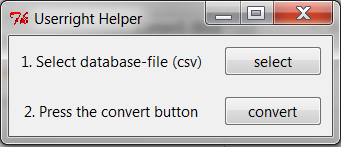 Userright Helper
1. Select database-file (csv) select
2. Press the convert button convert